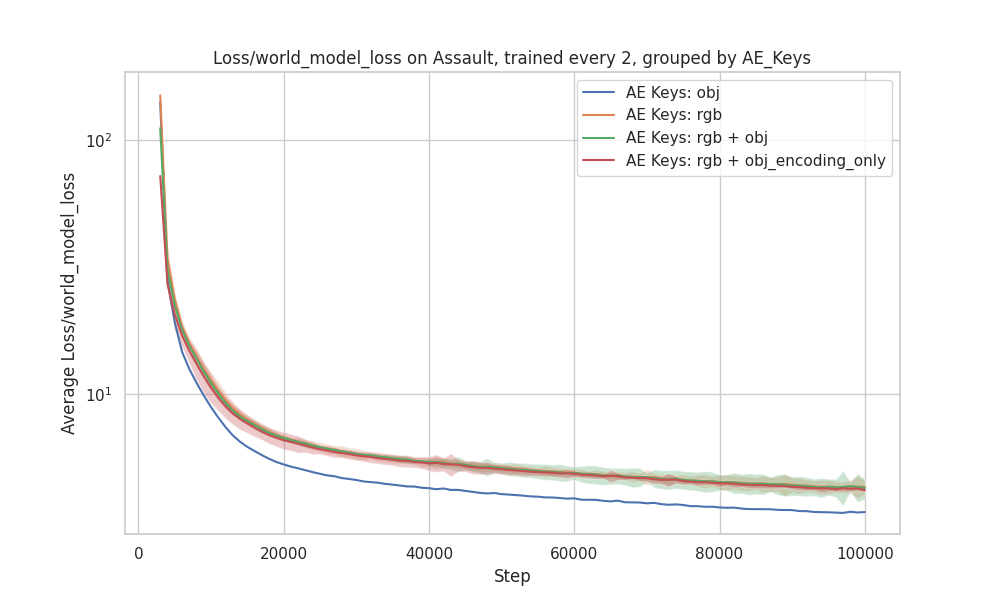 Loss/world_model_loss on Assault, trained every 2, grouped by AE_Keys
AE Keys: obj
AE Keys: rgb
AE Keys: rgb + obj
AE Keys: rgb + obj_encoding_only
Average Loss/world_model_loss
10²
10¹
0 20000 40000 60000 80000 100000
Step